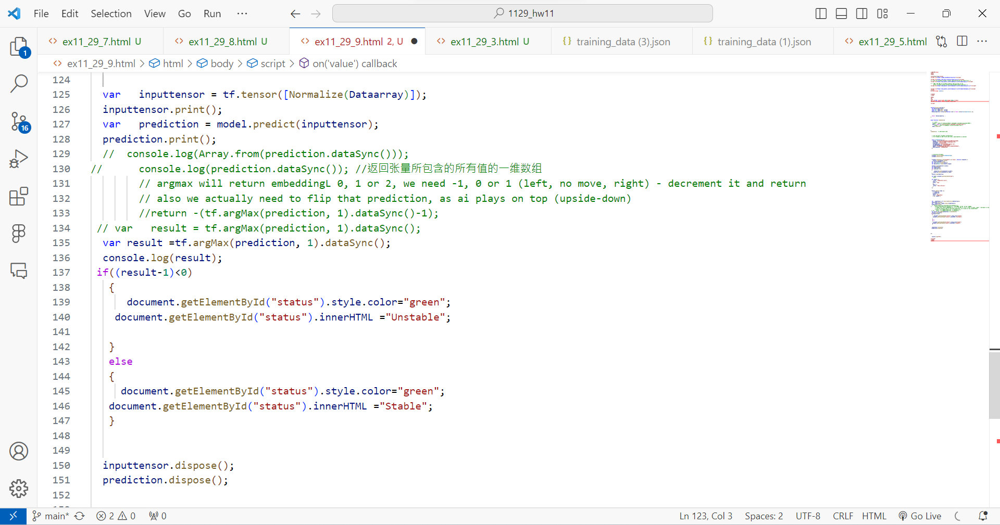 File Edit Selection View Go Run ··· 1129_hw11
ex11_29_7.html U ex11_29_8.html U ex11_29_9.html 2, U ex11_29_3.html U training_data (3).json training_data (1).json ex11_29_5.html
ex11_29_9.html > html > body > script > on('value') callback
124
125 var inputtensor = tf.tensor([Normalize(Dataarray)]);
126 inputtensor.print();
127 var prediction = model.predict(inputtensor);
128 prediction.print();
129 // console.log(Array.from(prediction.dataSync()));
130 // console.log(prediction.dataSync()); //返回张量所包含的所有值的一维数组
131 // argmax will return embeddingL 0, 1 or 2, we need -1, 0 or 1 (left, no move, right) - decrement it and return
132 // also we actually need to flip that prediction, as ai plays on top (upside-down)
133 //return -(tf.argMax(prediction, 1).dataSync()-1);
134 // var result = tf.argMax(prediction, 1).dataSync();
135 var result =tf.argMax(prediction, 1).dataSync();
136 console.log(result);
137 if((result-1)<0)
138 {
139 document.getElementById("status").style.color="green";
140 document.getElementById("status").innerHTML ="Unstable";
141
142 }
143 else
144 {
145 document.getElementById("status").style.color="green";
146 document.getElementById("status").innerHTML ="Stable";
147 }
148
149
150 inputtensor.dispose();
151 prediction.dispose();
152
1
16
main* 2 0 0 Ln 123, Col 3 Spaces: 2 UTF-8 CRLF HTML Go Live